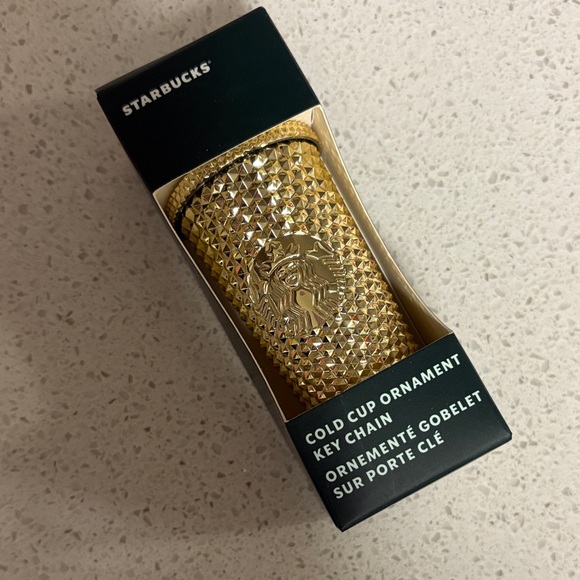 STARBUCKS®
COLD CUP ORNAMENT
KEY CHAIN
ORNEMENTÉ GOBELET
SUR PORTE CLÉ